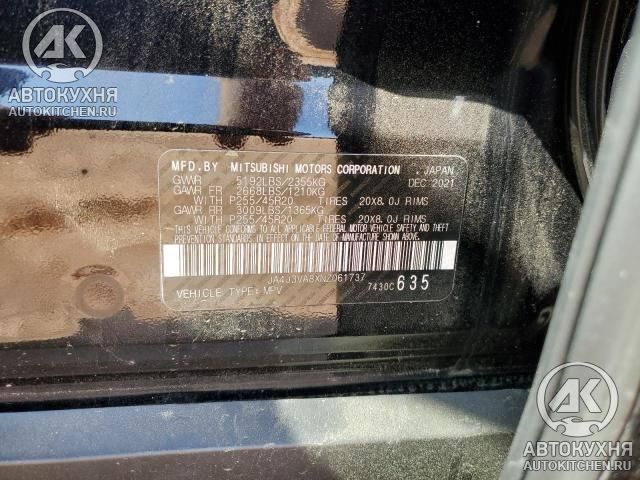 АК
АВТОКУХНЯ
AUTOKITCHEN.RU
MFD.BY MITSUBISHI MOTORS CORPORATION, JAPAN
GVWR 5192LBS/2355KG DEC 2021
GAWR FR 2668LBS/1210KG
WITH P255/45R20 TIRES 20X8.0J RIMS
GAWR RR 3009LBS/1365KG
WITH P255/45R20 TIRES 20X8.0J RIMS
THIS VEHICLE CONFORMS TO ALL APPLICABLE FEDERAL MOTOR VEHICLE SAFETY AND THEFT
PREVENTION STANDARDS IN EFFECT ON THE DATE OF MANUFACTURE SHOWN ABOVE.
JA4J3VA8XNZ061737
7430C 635
VEHICLE TYPE: MPV
АК
АВТОКУХНЯ
AUTOKITCHEN.RU